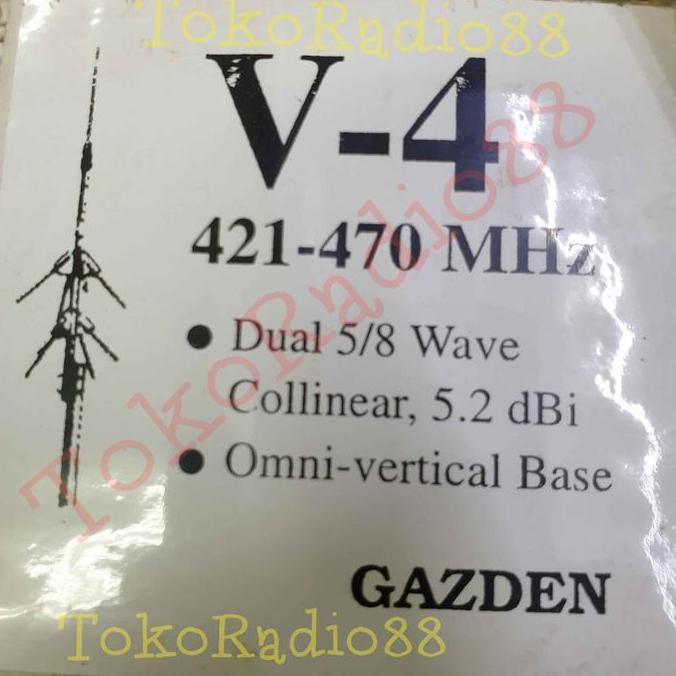 TokoRadio88
V-4
421-470 MHz
TokoRadio88
● Dual 5/8 Wave
Collinear, 5.2 dBi
● Omni-vertical Base
GAZDEN
TokoRadio88